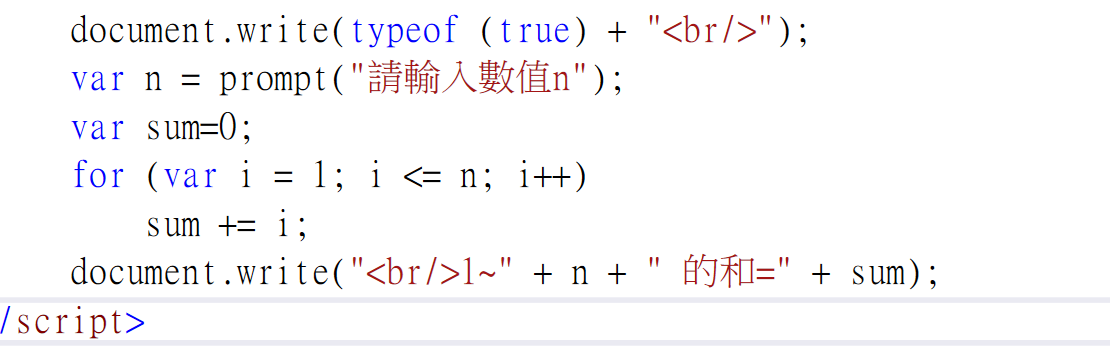 document.write(typeof (true) + "<br/>");
var n = prompt("請輸入數值n");
var sum=0;
for (var i = 1; i <= n; i++)
sum += i;
document.write("<br/>1~" + n + " 的和=" + sum);
/script>